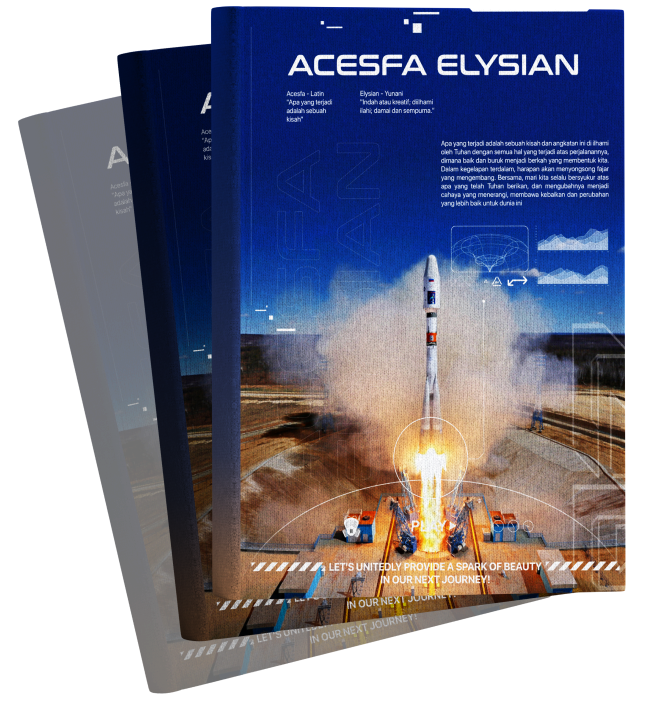 ACESFA ELYSIAN
Acesfa - Latin
"Apa yang terjadi
adalah sebuah
kisah"
Elysian - Yunani
"Indah atau kreatif; diilhami
ilahi; damai dan sempurna."
Apa yang terjadi adalah sebuah kisah dan angkatan ini di ilhami
oleh Tuhan dengan semua hal yang terjadi atas perjalanannya,
dimana baik dan buruk menjadi berkah yang membentuk kita.
Dalam kegelapan terdalam, harapan akan menyongsong fajar
yang mengembang. Bersama, mari kita selalu bersyukur atas
apa yang telah Tuhan berikan, dan mengubahnya menjadi
cahaya yang menerangi, membawa kebaikan dan perubahan
yang lebih baik untuk dunia ini
PLAY
LET'S UNITEDLY PROVIDE A SPARK OF BEAUTY
IN OUR NEXT JOURNEY!
IN OUR NEXT JOURNEY!
IN OUR NEXT JOURNEY!